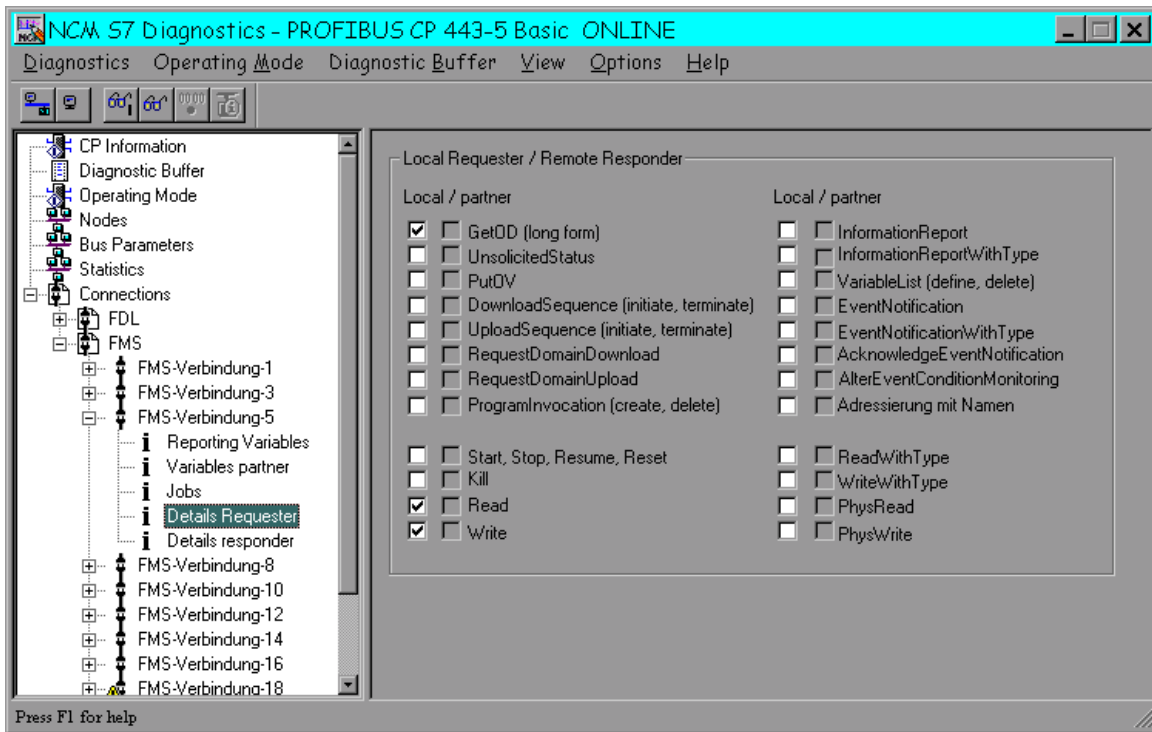 NCM S7 Diagnostics - PROFIBUS CP 443-5 Basic ONLINE
Diagnostics Operating Mode Diagnostic Buffer View Options Help
CP Information
Diagnostic Buffer
Operating Mode
Nodes
Bus Parameters
Statistics
Connections
FDL
FMS
FMS-Verbindung-1
FMS-Verbindung-3
FMS-Verbindung-5
Reporting Variables
Variables partner
Jobs
Details Requester
Details responder
FMS-Verbindung-8
FMS-Verbindung-10
FMS-Verbindung-12
FMS-Verbindung-14
FMS-Verbindung-16
FMS-Verbindung-18
Local Requester / Remote Responder
Local / partner
GetOD (long form)
UnsolicitedStatus
PutOV
DownloadSequence (initiate, terminate)
UploadSequence (initiate, terminate)
RequestDomainDownload
RequestDomainUpload
ProgramInvocation (create, delete)
Start, Stop, Resume, Reset
Kill
Read
Write
Local / partner
InformationReport
InformationReportWithType
VariableList (define, delete)
EventNotification
EventNotificationWithType
AcknowledgeEventNotification
AlterEventConditionMonitoring
Adressierung mit Namen
ReadWithType
WriteWithType
PhysRead
PhysWrite
Press F1 for help